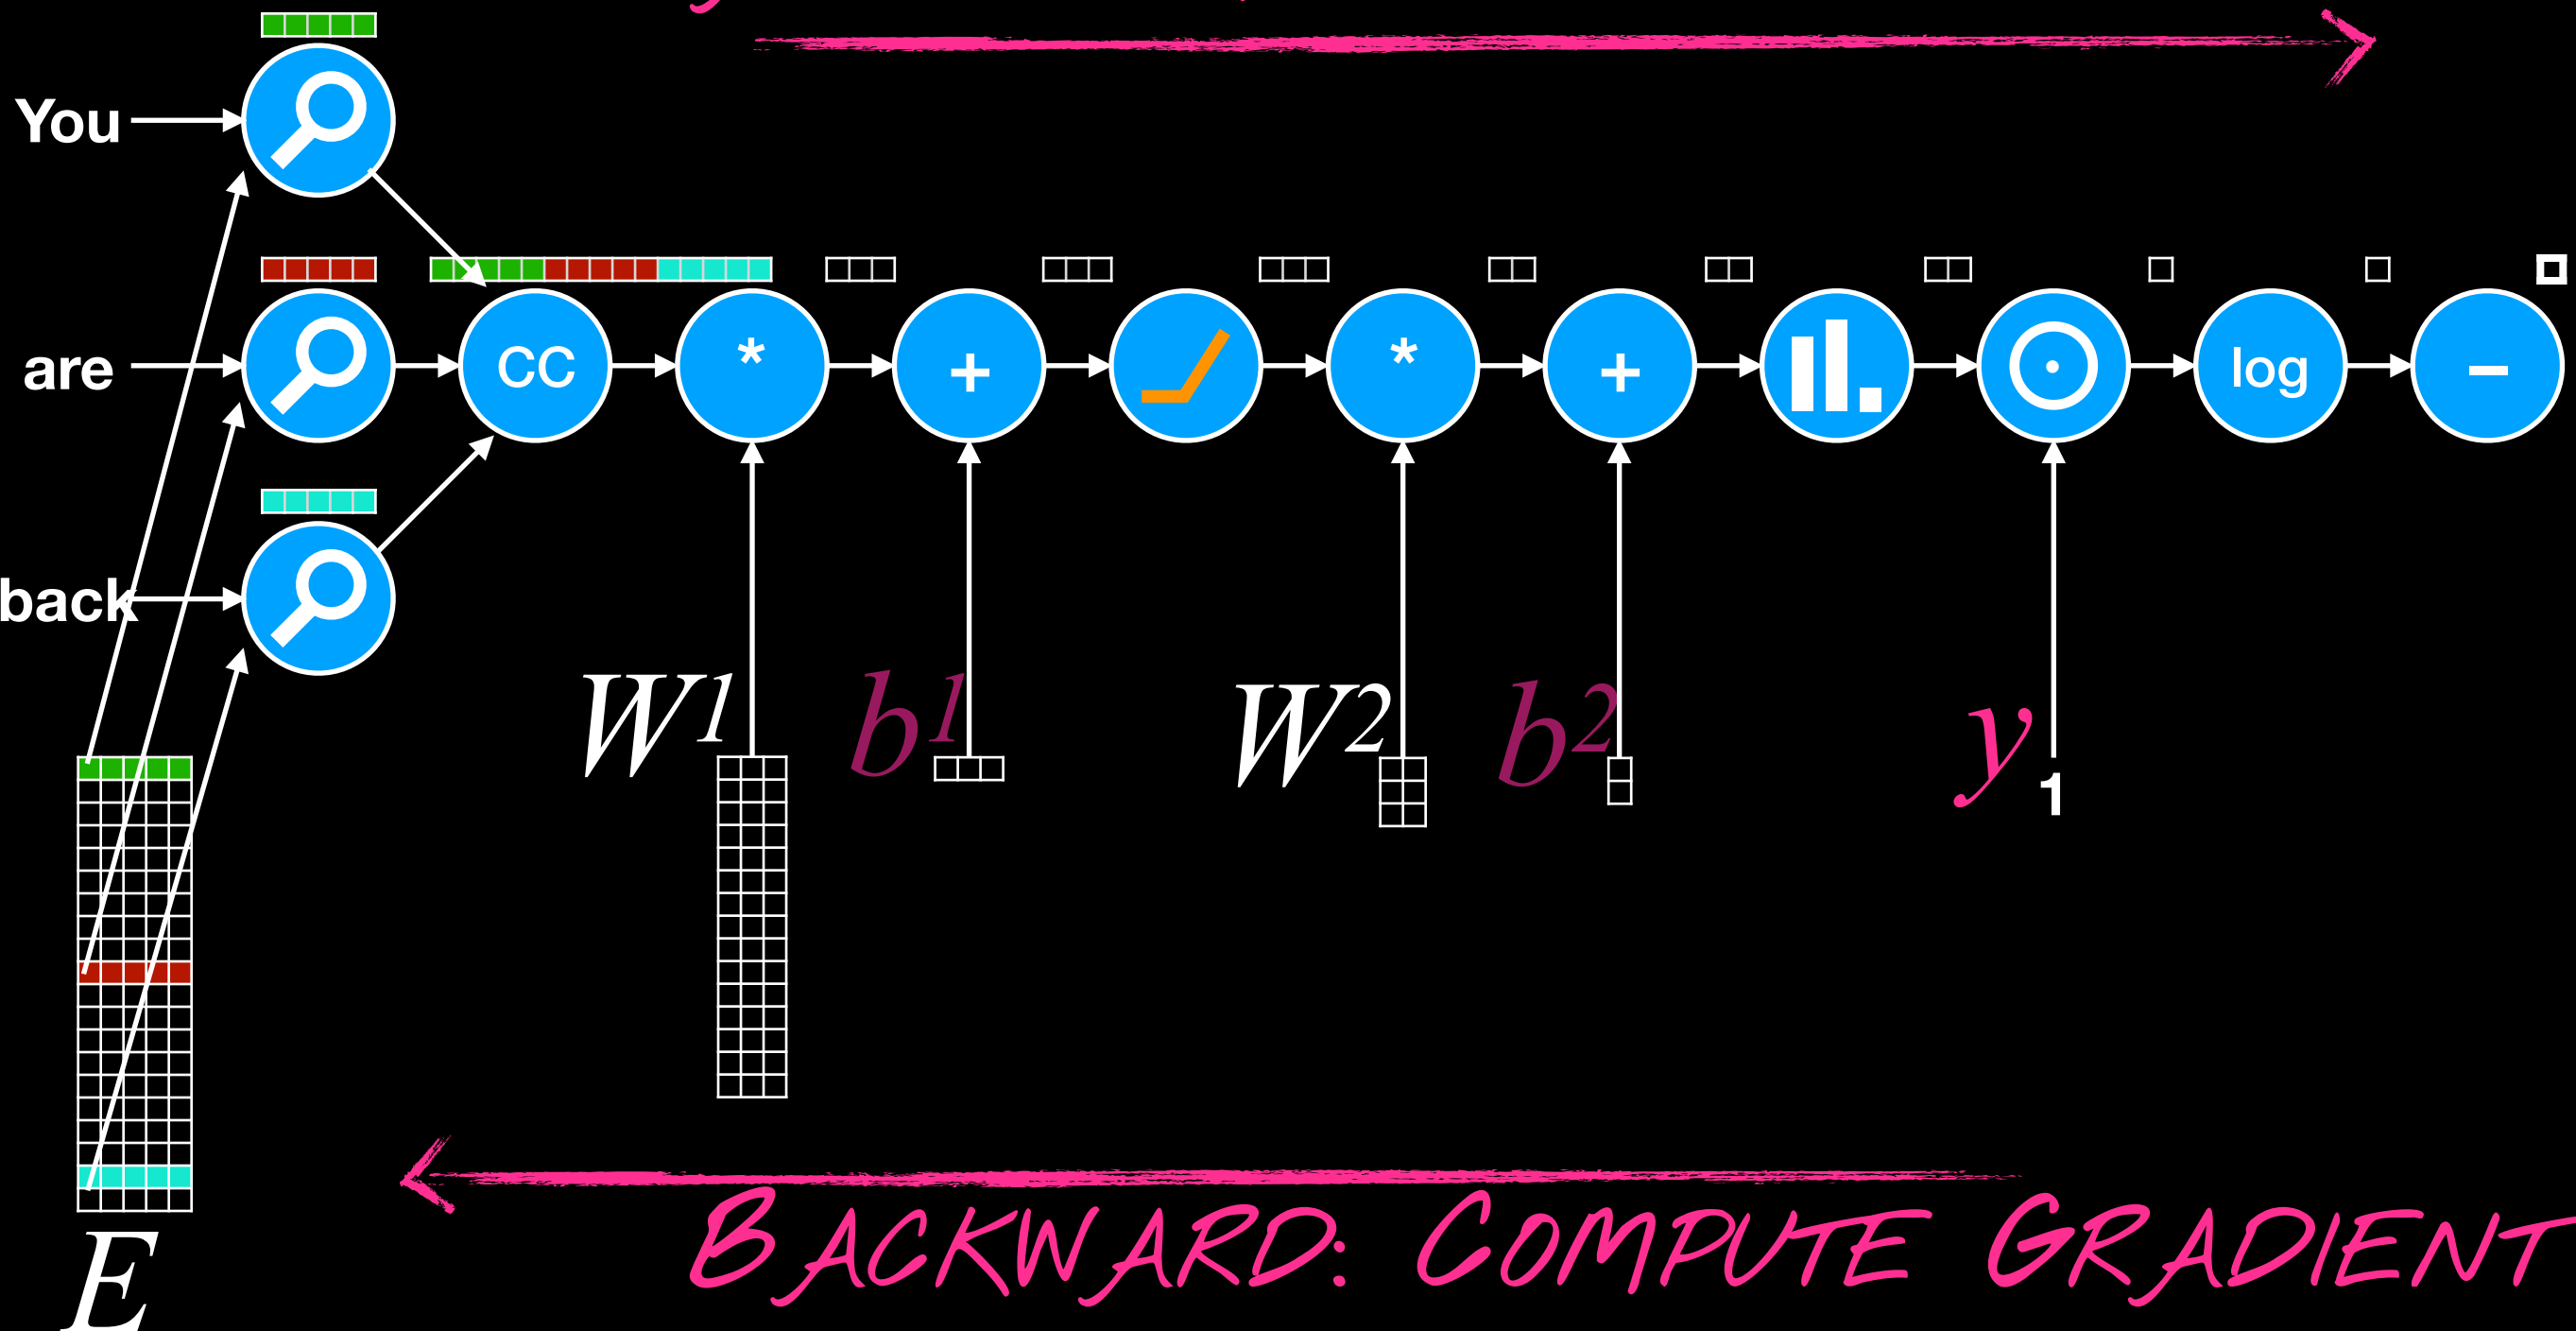 You
are
back
CC * + * + log −
W¹ b¹ W² b² y
1
BACKWARD: COMPUTE GRADIENT
E